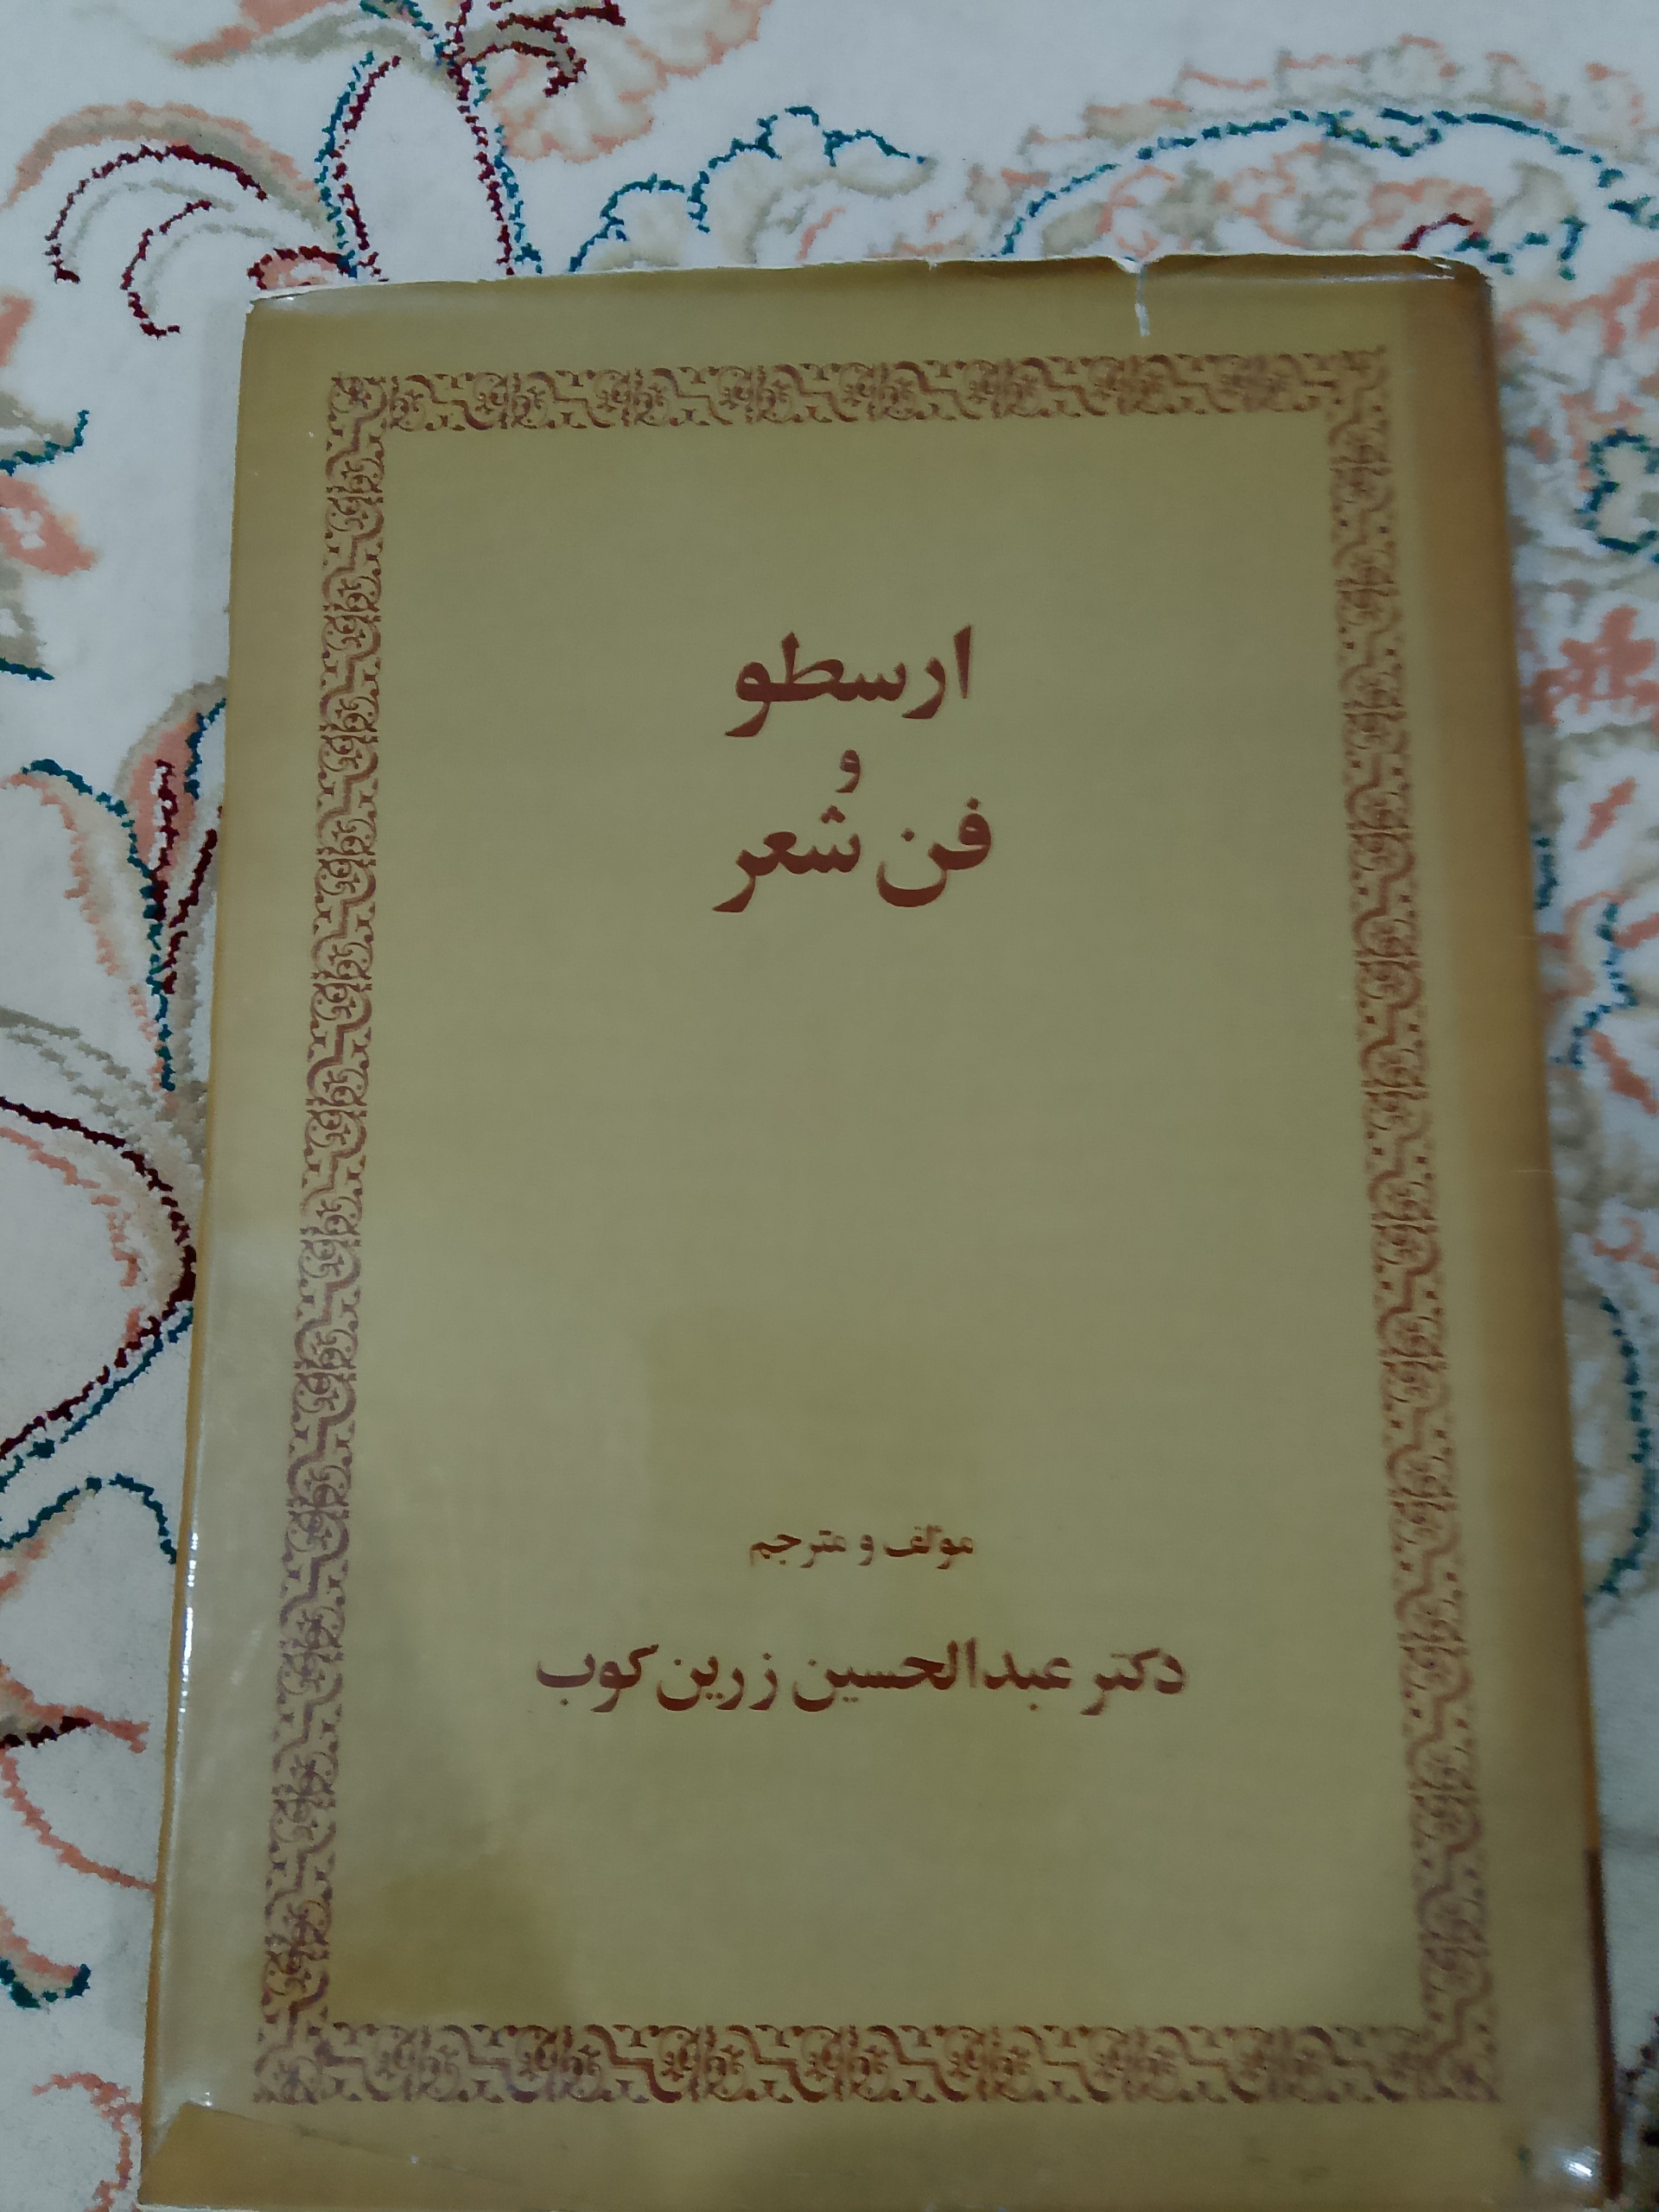 ارسطو
و
فن شعر
مؤلف و مترجم
دکتر عبدالحسین زرین کوب